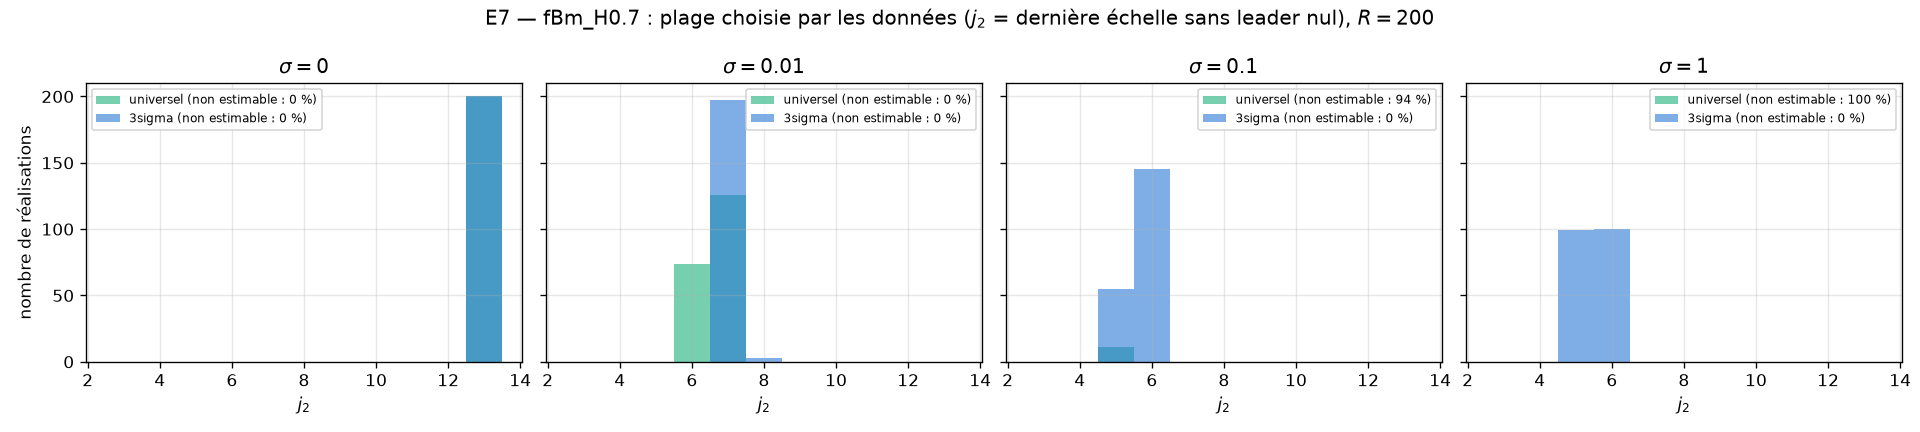 E7 — fBm_H0.7 : plage choisie par les données (j₂ = dernière échelle sans leader nul), R = 200
σ = 0
σ = 0.01
σ = 0.1
σ = 1
nombre de réalisations
200
150
100
50
0
universel (non estimable : 0 %)
3sigma (non estimable : 0 %)
universel (non estimable : 0 %)
3sigma (non estimable : 0 %)
universel (non estimable : 94 %)
3sigma (non estimable : 0 %)
universel (non estimable : 100 %)
3sigma (non estimable : 0 %)
2 4 6 8 10 12 14
2 4 6 8 10 12 14
2 4 6 8 10 12 14
2 4 6 8 10 12 14
j₂
j₂
j₂
j₂